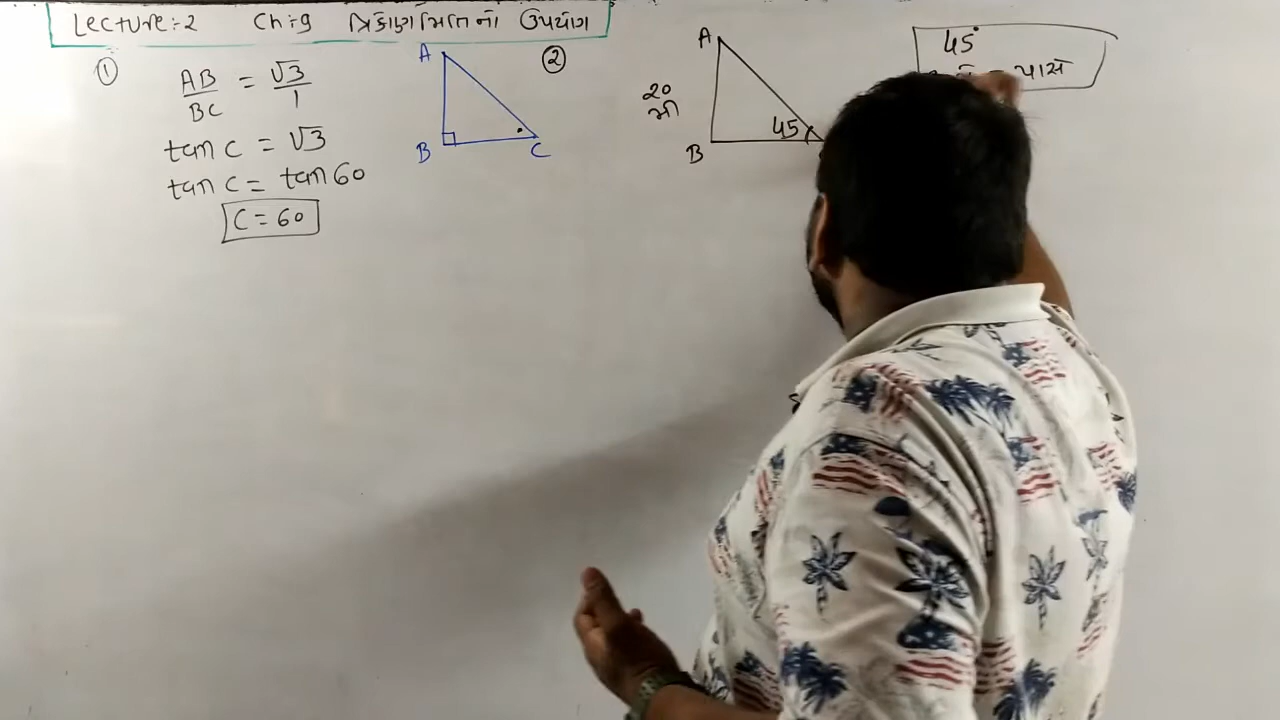 Lecture:-2 Ch:-9 ત્રિકોણમિતિના ઉપયોગ
①
AB/BC = √3/1
tan C = √3
tan C = tan 60
C = 60
A
B
C
②
A
20
મી
45
B
45°
= પાસે